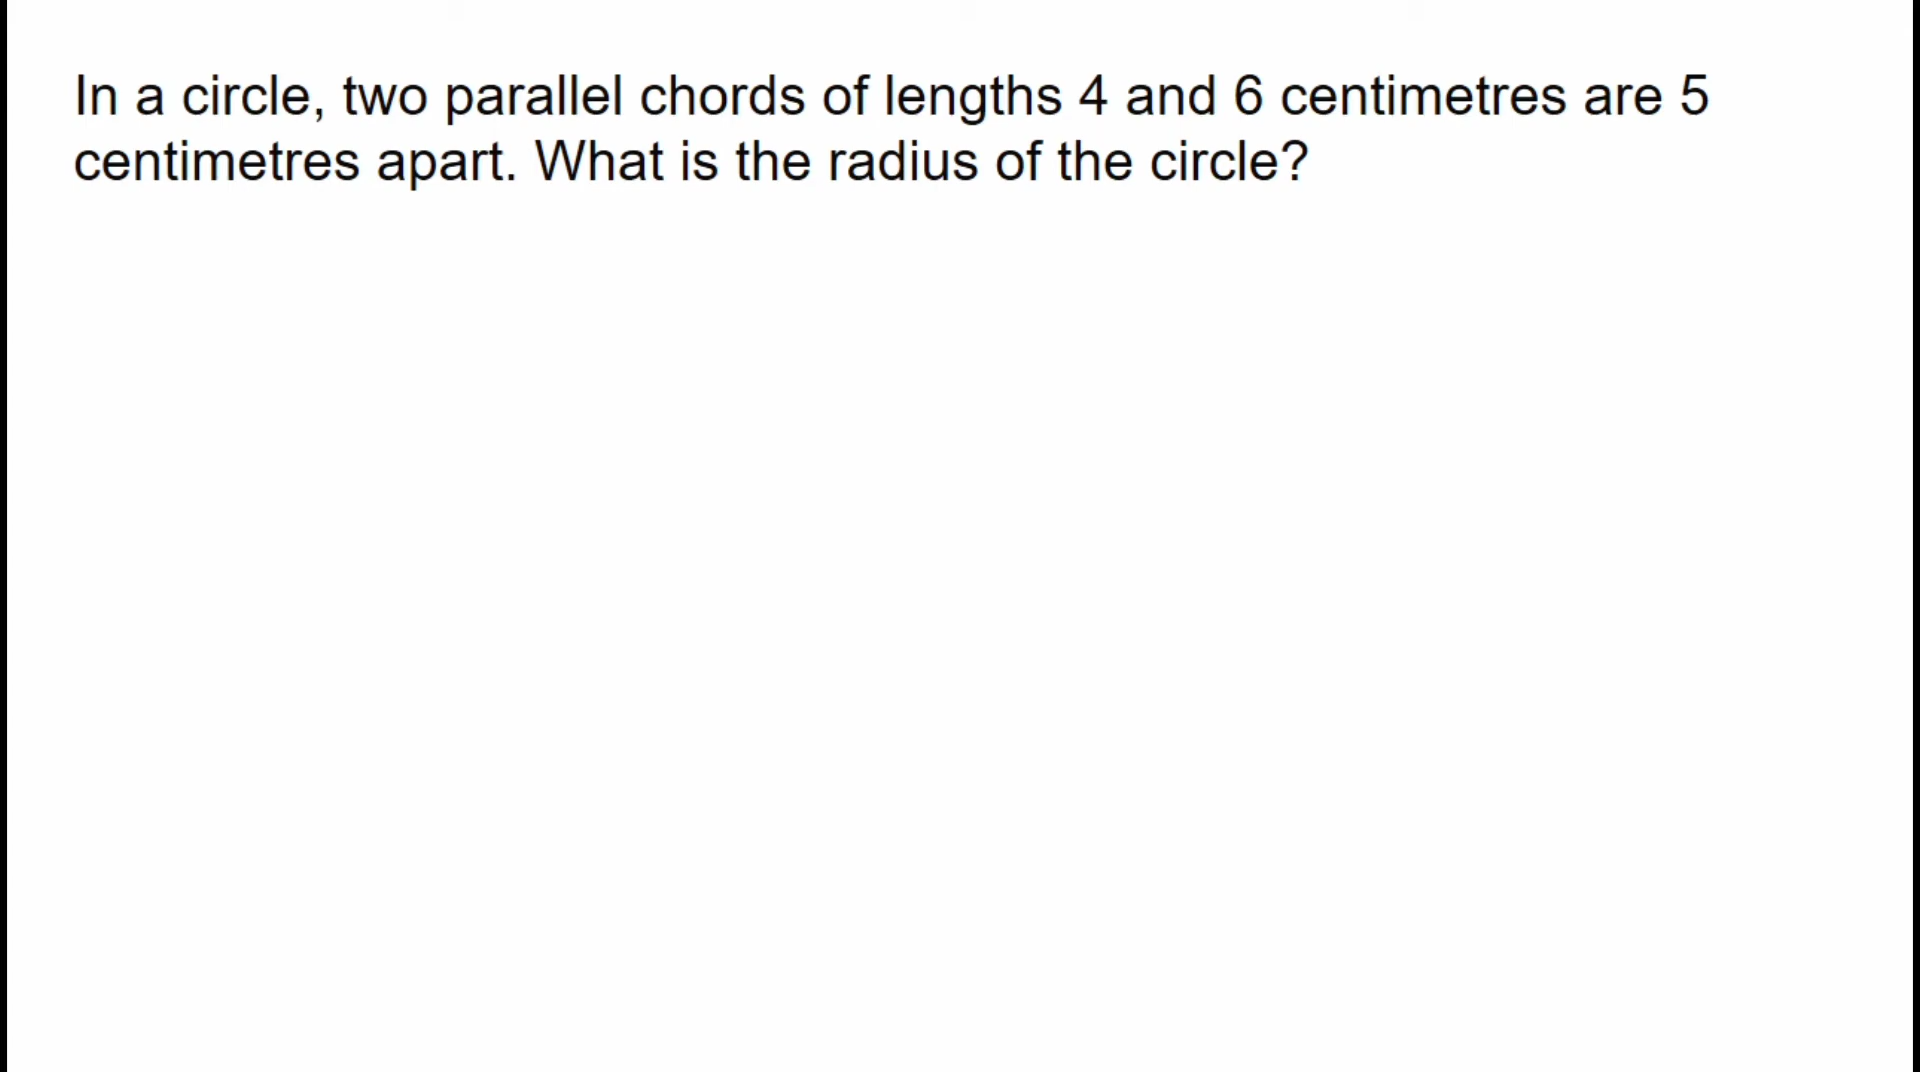 In a circle, two parallel chords of lengths 4 and 6 centimetres are 5
centimetres apart. What is the radius of the circle?